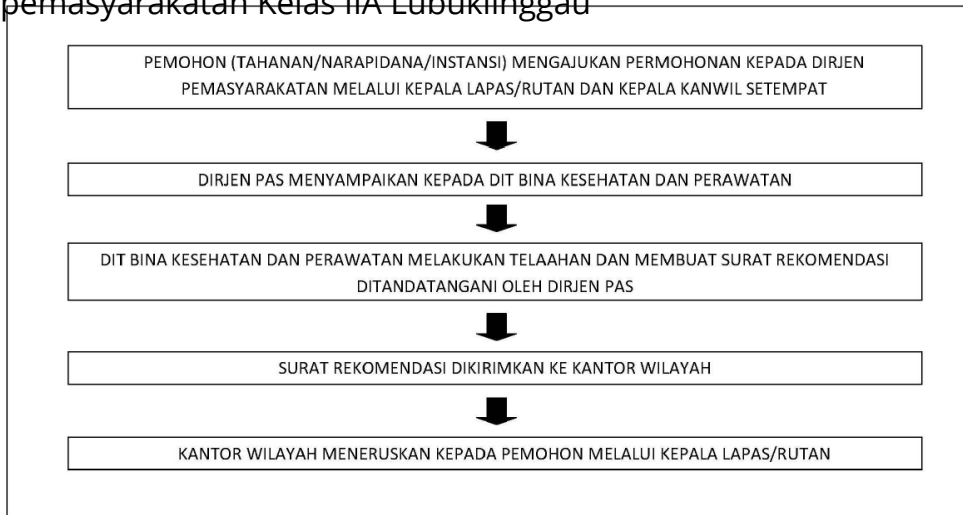 pemasyarakatan Kelas IIA Lubuklinggau
PEMOHON (TAHANAN/NARAPIDANA/INSTANSI) MENGAJUKAN PERMOHONAN KEPADA DIRJEN
PEMASYARAKATAN MELALUI KEPALA LAPAS/RUTAN DAN KEPALA KANWIL SETEMPAT
DIRJEN PAS MENYAMPAIKAN KEPADA DIT BINA KESEHATAN DAN PERAWATAN
DIT BINA KESEHATAN DAN PERAWATAN MELAKUKAN TELAAHAN DAN MEMBUAT SURAT REKOMENDASI
DITANDATANGANI OLEH DIRJEN PAS
SURAT REKOMENDASI DIKIRIMKAN KE KANTOR WILAYAH
KANTOR WILAYAH MENERUSKAN KEPADA PEMOHON MELALUI KEPALA LAPAS/RUTAN